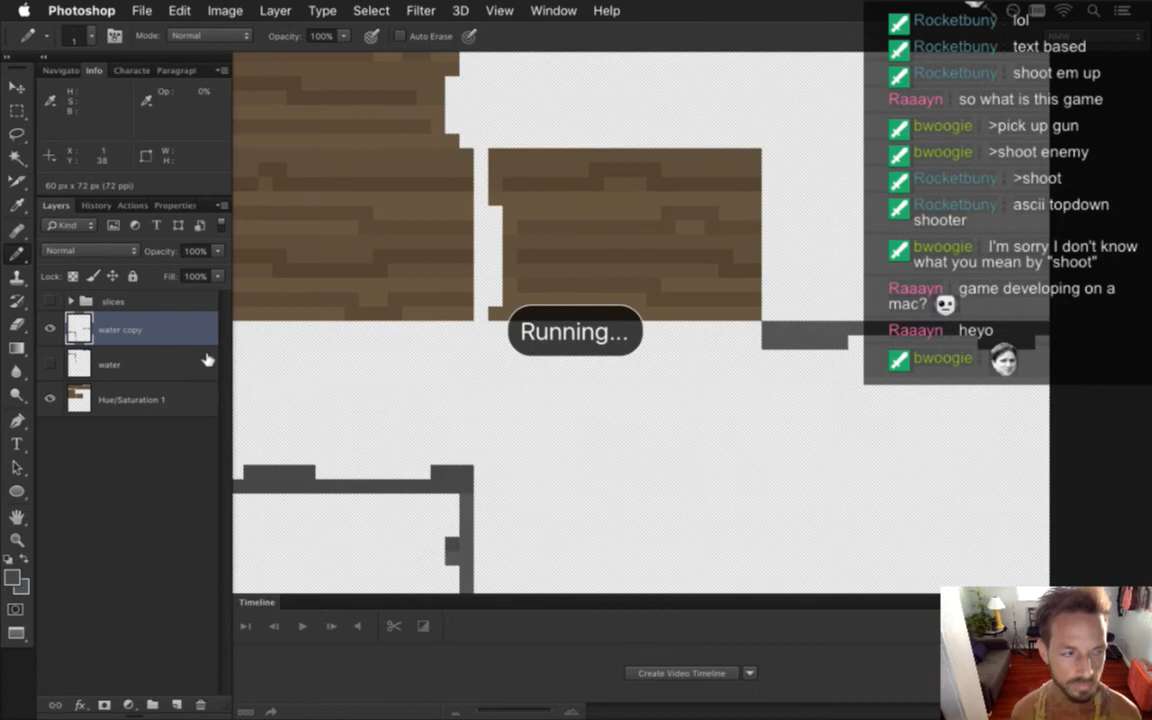 Photoshop File Edit Image Layer Type Select Filter 3D View Window Help
1 Mode: Normal Opacity: 100% Auto Erase
Navigato Info Characte Paragrap
H: Op: 0%
S:
B:
X: 1 W:
Y: 38 H:
60 px x 72 px (72 ppi)
Layers History Actions Properties
Kind
Normal Opacity: 100%
Lock: Fill: 100%
slices
water copy
water
Hue/Saturation 1
Running...
Timeline
Create Video Timeline
Rocketbuny lol
Rocketbuny text based
Rocketbuny shoot em up
Raaayn so what is this game
bwoogie >pick up gun
bwoogie >shoot enemy
Rocketbuny >shoot
Rocketbuny ascii topdown
shooter
bwoogie I'm sorry I don't know
what you mean by "shoot"
Raaayn game developing on a
mac?
Raaayn heyo
bwoogie